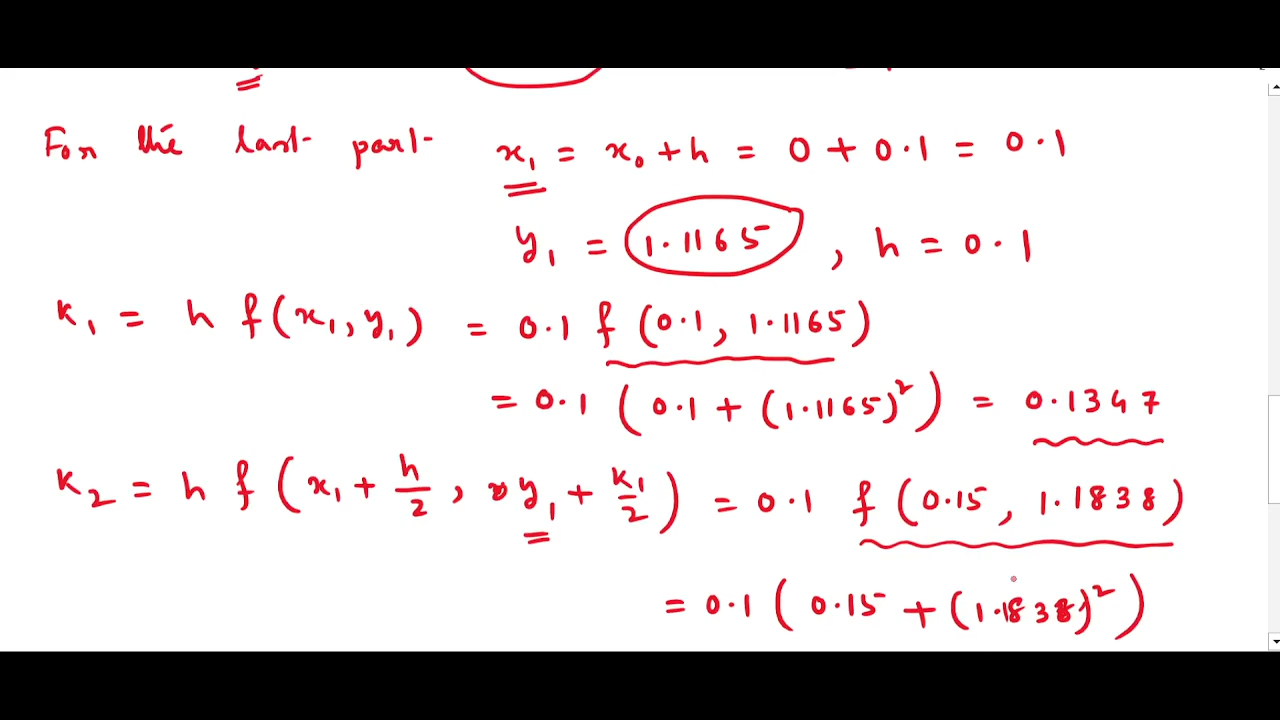 For the last part x₁ = x₀ + h = 0 + 0.1 = 0.1
y₁ = 1.1165 , h = 0.1
K₁ = h f(x₁, y₁) = 0.1 f (0.1, 1.1165)
= 0.1 (0.1 + (1.1165)²) = 0.1347
K₂ = h f(x₁ + h/2, y₁ + K₁/2) = 0.1 f(0.15, 1.1838)
= 0.1 (0.15 + (1.1838)²)